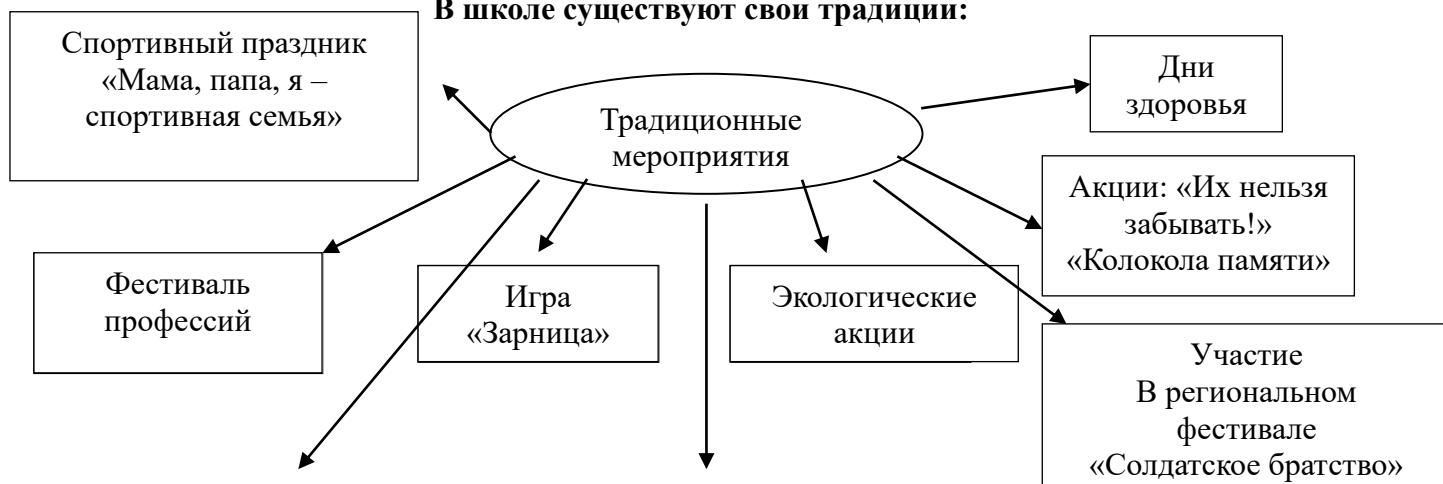 В школе существуют свои традиции:
Спортивный праздник
«Мама, папа, я –
спортивная семья»
Традиционные
мероприятия
Дни
здоровья
Акции: «Их нельзя
забывать!»
«Колокола памяти»
Фестиваль
профессий
Игра
«Зарница»
Экологические
акции
Участие
В региональном
фестивале
«Солдатское братство»